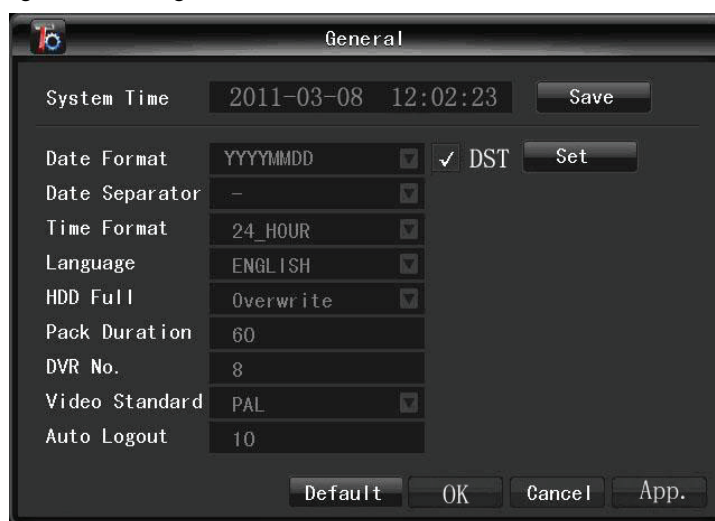 General
System Time 2011-03-08 12:02:23 Save
Date Format YYYYMMDD ✓ DST Set
Date Separator -
Time Format 24_HOUR
Language ENGLISH
HDD Full Overwrite
Pack Duration 60
DVR No. 8
Video Standard PAL
Auto Logout 10
Default OK Cancel App.